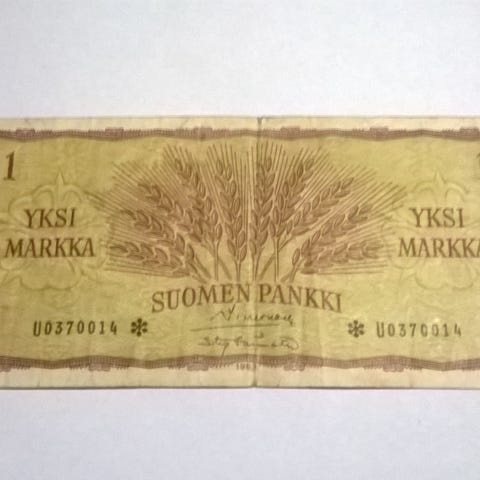 1
YKSI
MARKKA
YKSI
MARKKA
SUOMEN PANKKI
U0370014 *
* U0370014